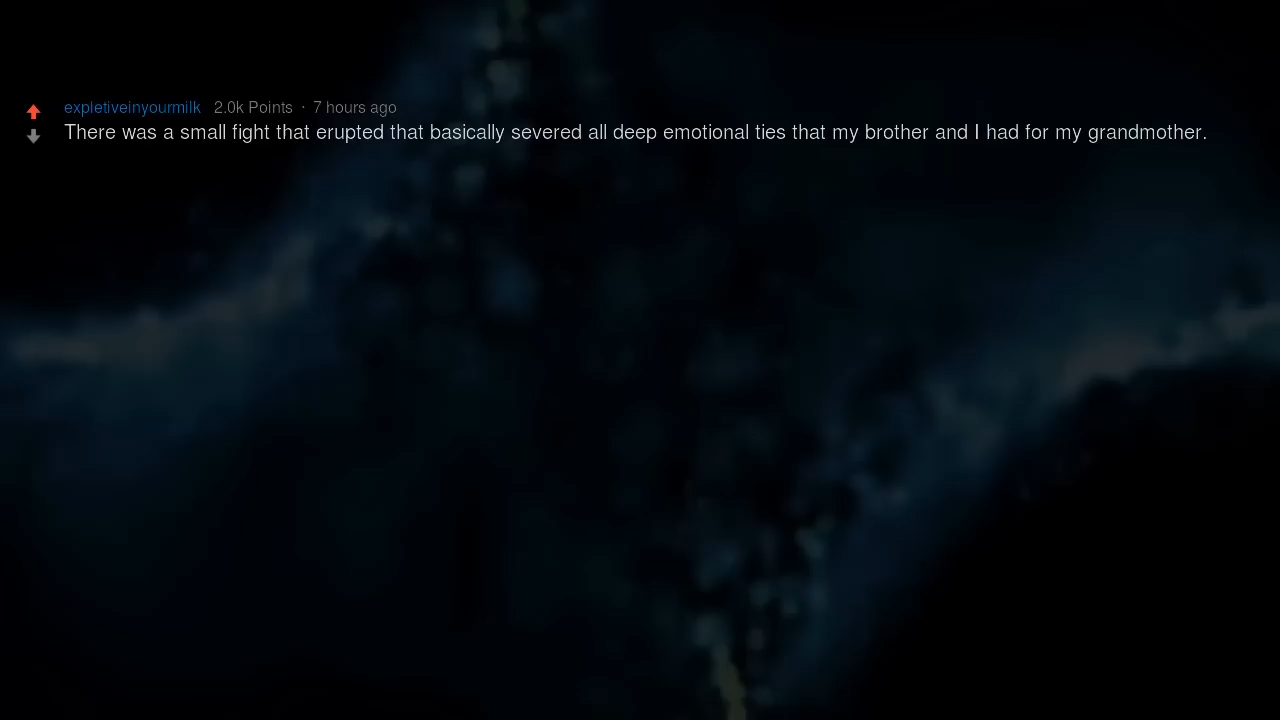 expletiveinyourmilk 2.0k Points · 7 hours ago
There was a small fight that erupted that basically severed all deep emotional ties that my brother and I had for my grandmother.